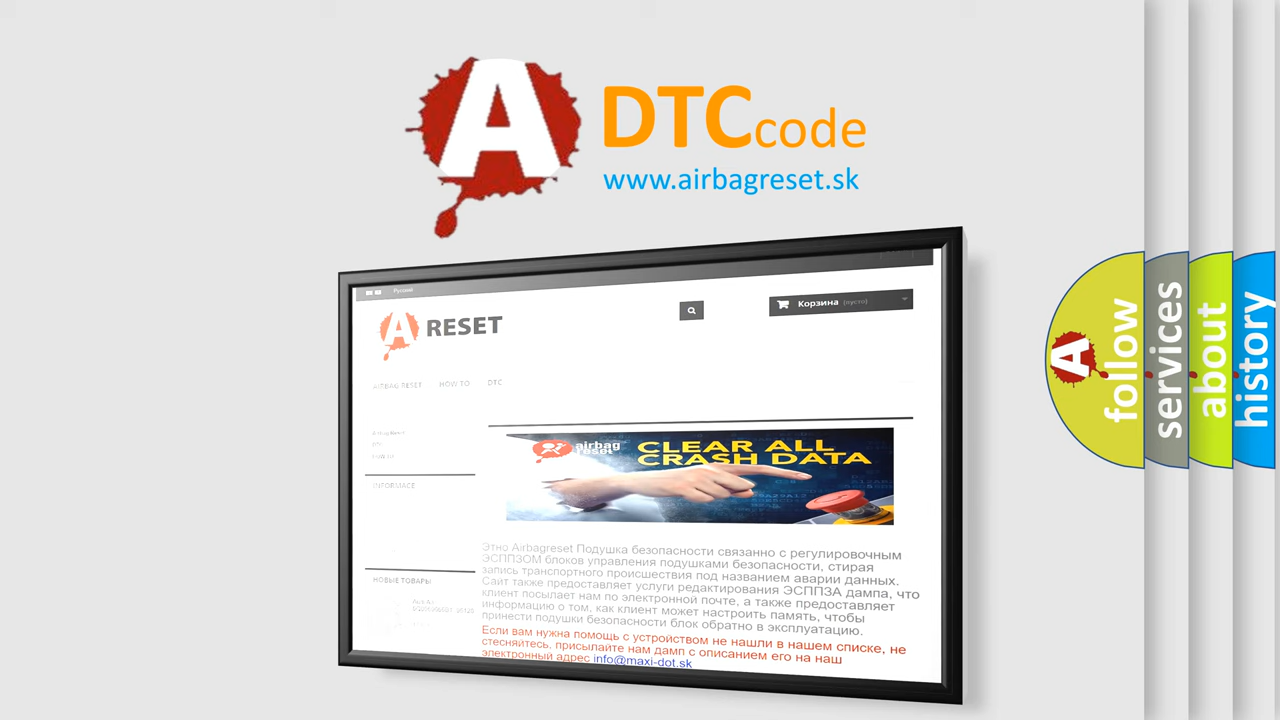 A
DTCcode
www.airbagreset.sk
Русский
A RESET
Корзина (пусто)
AIRBAG RESET HOW TO DTC
INFORMACE
НОВЫЕ ТОВАРЫ
airbag
reset
CLEAR ALL
CRASH DATA
Этно Airbagreset Подушка безопасности связанно с регулировочным
ЭСППЗОМ блоков управления подушками безопасности, стирая
запись транспортного происшествия под названием аварии данных.
Сайт также предоставляет услуги редактирования ЭСППЗА дампа, что
клиент посылает нам по электронной почте, а также предоставляет
информацию о том, как клиент может настроить память, чтобы
принести подушки безопасности блок обратно в эксплуатацию.
Если вам нужна помощь с устройством не нашли в нашем списке, не
стесняйтесь, присылайте нам дамп с описанием его на наш
электронный адрес info@maxi-dot.sk
A follow
services
about
history